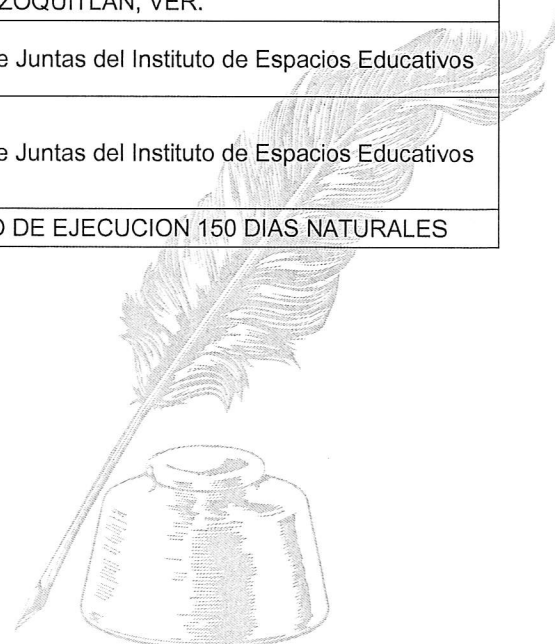 ZOQUITLAN, VER.
e Juntas del Instituto de Espacios Educativos
e Juntas del Instituto de Espacios Educativos
O DE EJECUCION 150 DIAS NATURALES